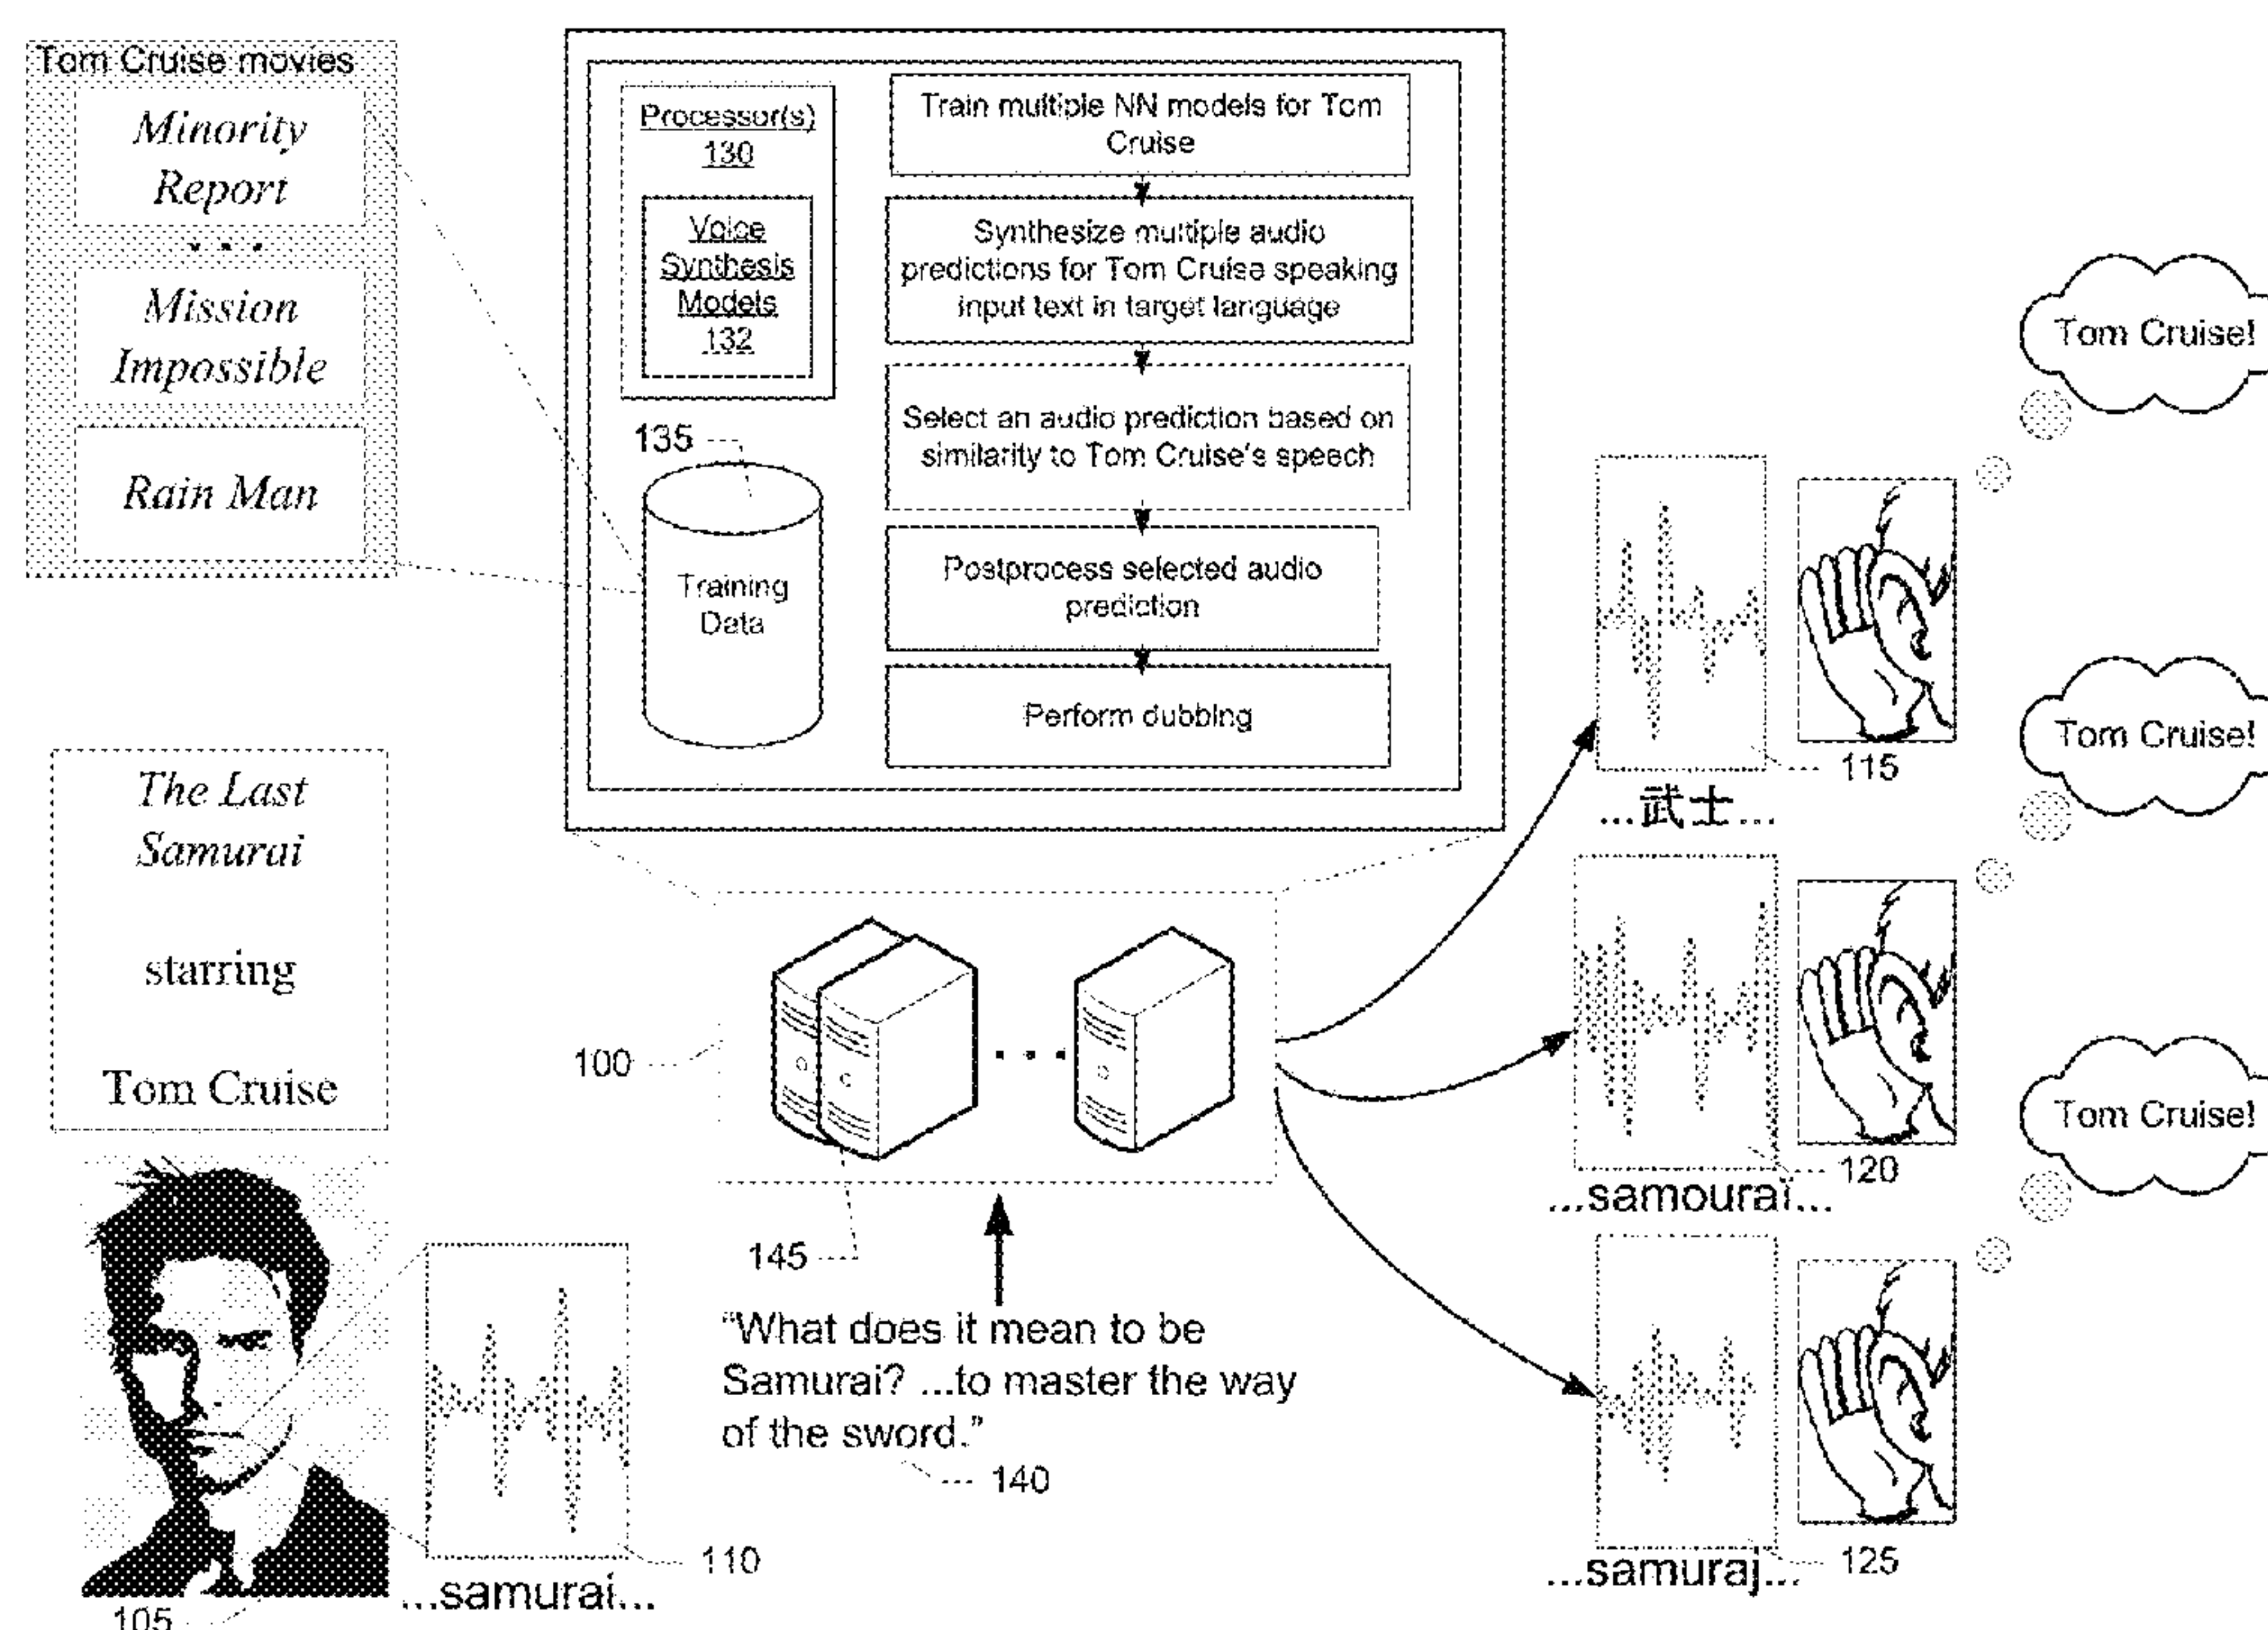 Tom Cruise movies
Minority
Report
...
Mission
Impossible
Rain Man
Processor(s)
130
Voice
Synthesis
Models
132
135
Training
Data
Train multiple NN models for Tom
Cruise
Synthesize multiple audio
predictions for Tom Cruise speaking
input text in target language
Select an audio prediction based on
similarity to Tom Cruise's speech
Postprocess selected audio
prediction
Perform dubbing
The Last
Samurai
starring
Tom Cruise
105
110
...samurai...
100
...
145
"What does it mean to be
Samurai? ...to master the way
of the sword."
140
Tom Cruise!
115
...武士...
Tom Cruise!
120
...samouraï...
Tom Cruise!
125
...samuraj...